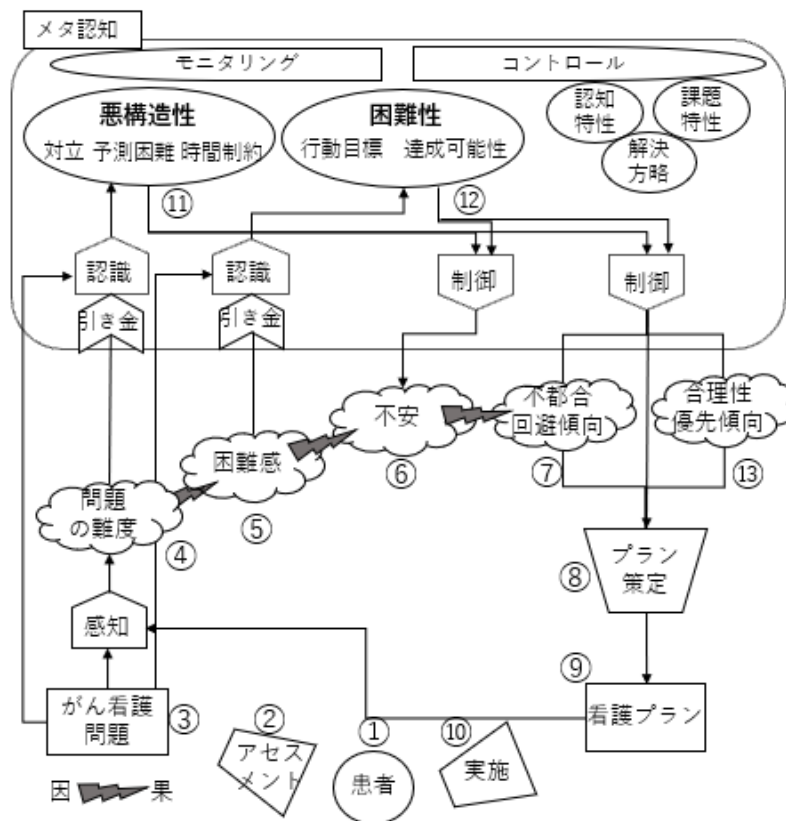 メタ認知
モニタリング
コントロール
悪構造性
対立 予測困難 時間制約
困難性
行動目標 達成可能性
認知
特性
課題
特性
解決
方略
⑪
⑫
認識
認識
制御
制御
引き金
引き金
不安
⑥
不都合
回避傾向
⑦
合理性
優先傾向
⑬
困難感
⑤
問題
の難度
④
プラン
策定
⑧
感知
⑨
看護プラン
がん看護
問題
③
②
アセス
メント
①
患者
⑩
実施
因
果